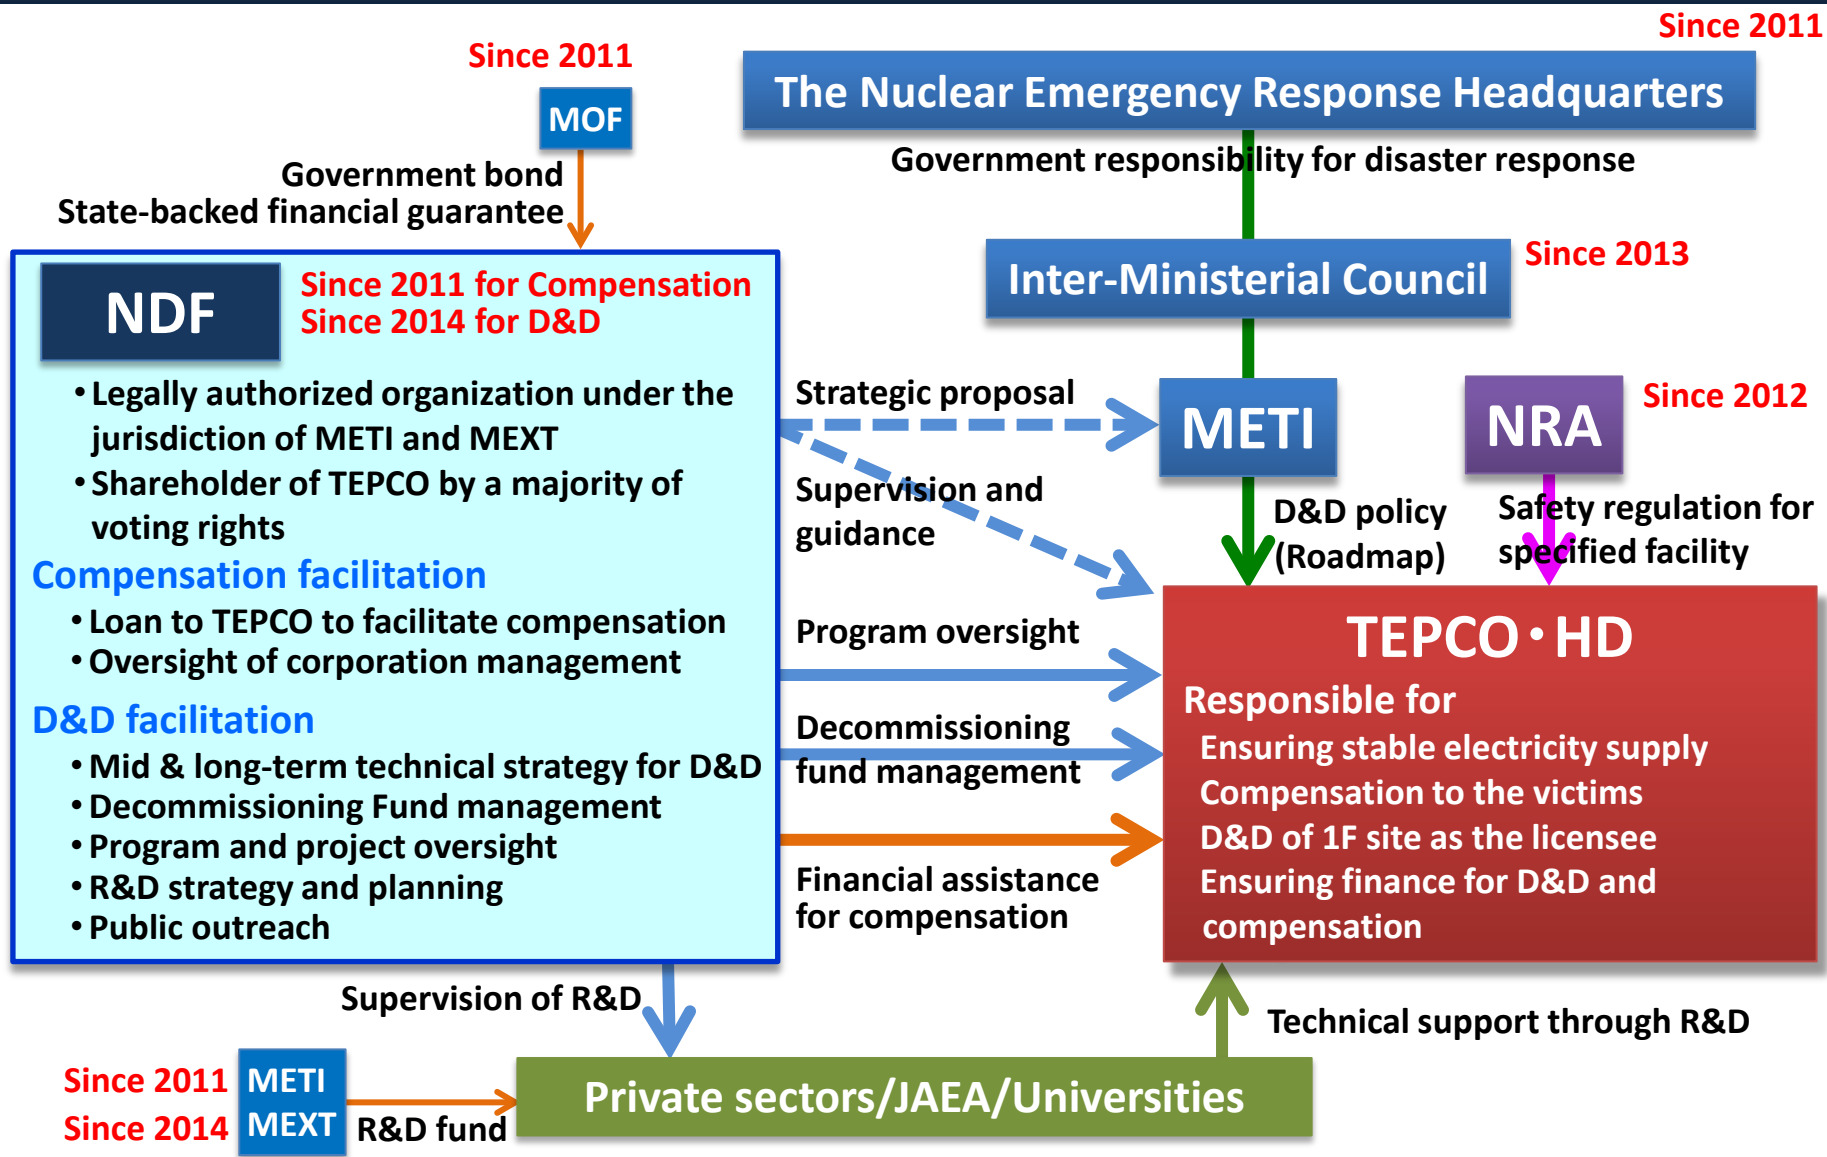 Since 2011
Since 2011
MOF
The Nuclear Emergency Response Headquarters
Government bond
State-backed financial guarantee
Government responsibility for disaster response
NDF
Since 2011 for Compensation
Since 2014 for D&D
Inter-Ministerial Council
Since 2013
• Legally authorized organization under the
jurisdiction of METI and MEXT
• Shareholder of TEPCO by a majority of
voting rights
Compensation facilitation
• Loan to TEPCO to facilitate compensation
• Oversight of corporation management
D&D facilitation
• Mid & long-term technical strategy for D&D
• Decommissioning Fund management
• Program and project oversight
• R&D strategy and planning
• Public outreach
Strategic proposal
METI
NRA
Since 2012
Supervision and
guidance
D&D policy
(Roadmap)
Safety regulation for
specified facility
Program oversight
Decommissioning
fund management
Financial assistance
for compensation
TEPCO・HD
Responsible for
Ensuring stable electricity supply
Compensation to the victims
D&D of 1F site as the licensee
Ensuring finance for D&D and
compensation
Supervision of R&D
Technical support through R&D
Since 2011
METI
Since 2014
MEXT
R&D fund
Private sectors/JAEA/Universities